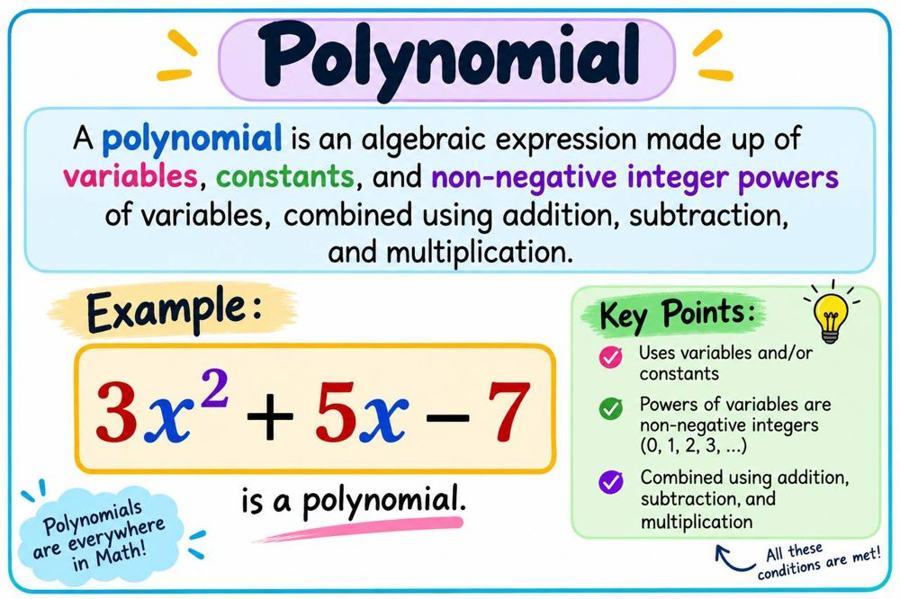 Polynomial
A polynomial is an algebraic expression made up of
variables, constants, and non-negative integer powers
of variables, combined using addition, subtraction,
and multiplication.
Example:
3x² + 5x – 7
is a polynomial.
Polynomials
are everywhere
in Math!
Key Points:
Uses variables and/or
constants
Powers of variables are
non-negative integers
(0, 1, 2, 3, ...)
Combined using addition,
subtraction, and
multiplication
All these
conditions are met!